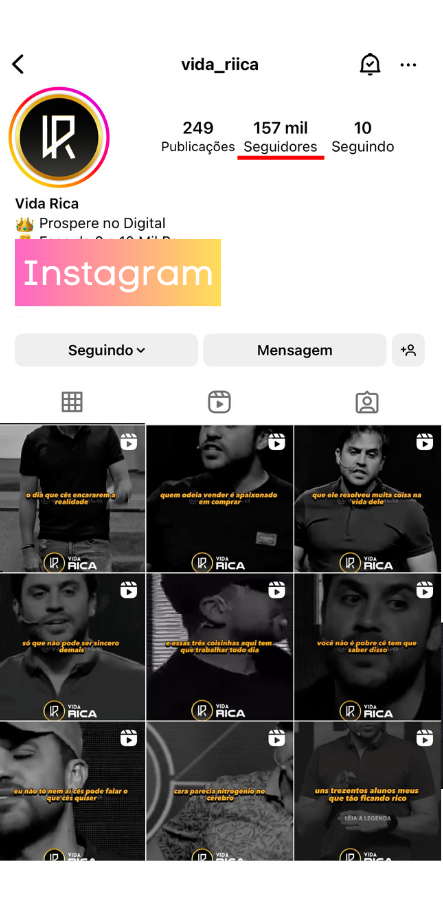 vida_riica
249
157 mil
10
Publicações
Seguidores
Seguindo
Vida Rica
Prospere no Digital
Instagram
Seguindo
Mensagem
o dia que cês encararem a
realidade
VIDA
RICA
quem odeia vender é apaixonado
em comprar
VIDA
RICA
que ele resolveu muita coisa na
vida dele
VIDA
RICA
só que não pode ser sincero
demais
VIDA
RICA
e essas três coisinhas aqui tem
que trabalhar todo dia
VIDA
RICA
você não é pobre cê tem que
saber disso
VIDA
RICA
eu não to nem aí cês pode falar o
que cês quiser
VIDA
RICA
cara parecia nitrogênio no
cerebro
VIDA
RICA
uns trezentos alunos meus
que tão ficando rico
LEIA A LEGENDA
VIDA
RICA